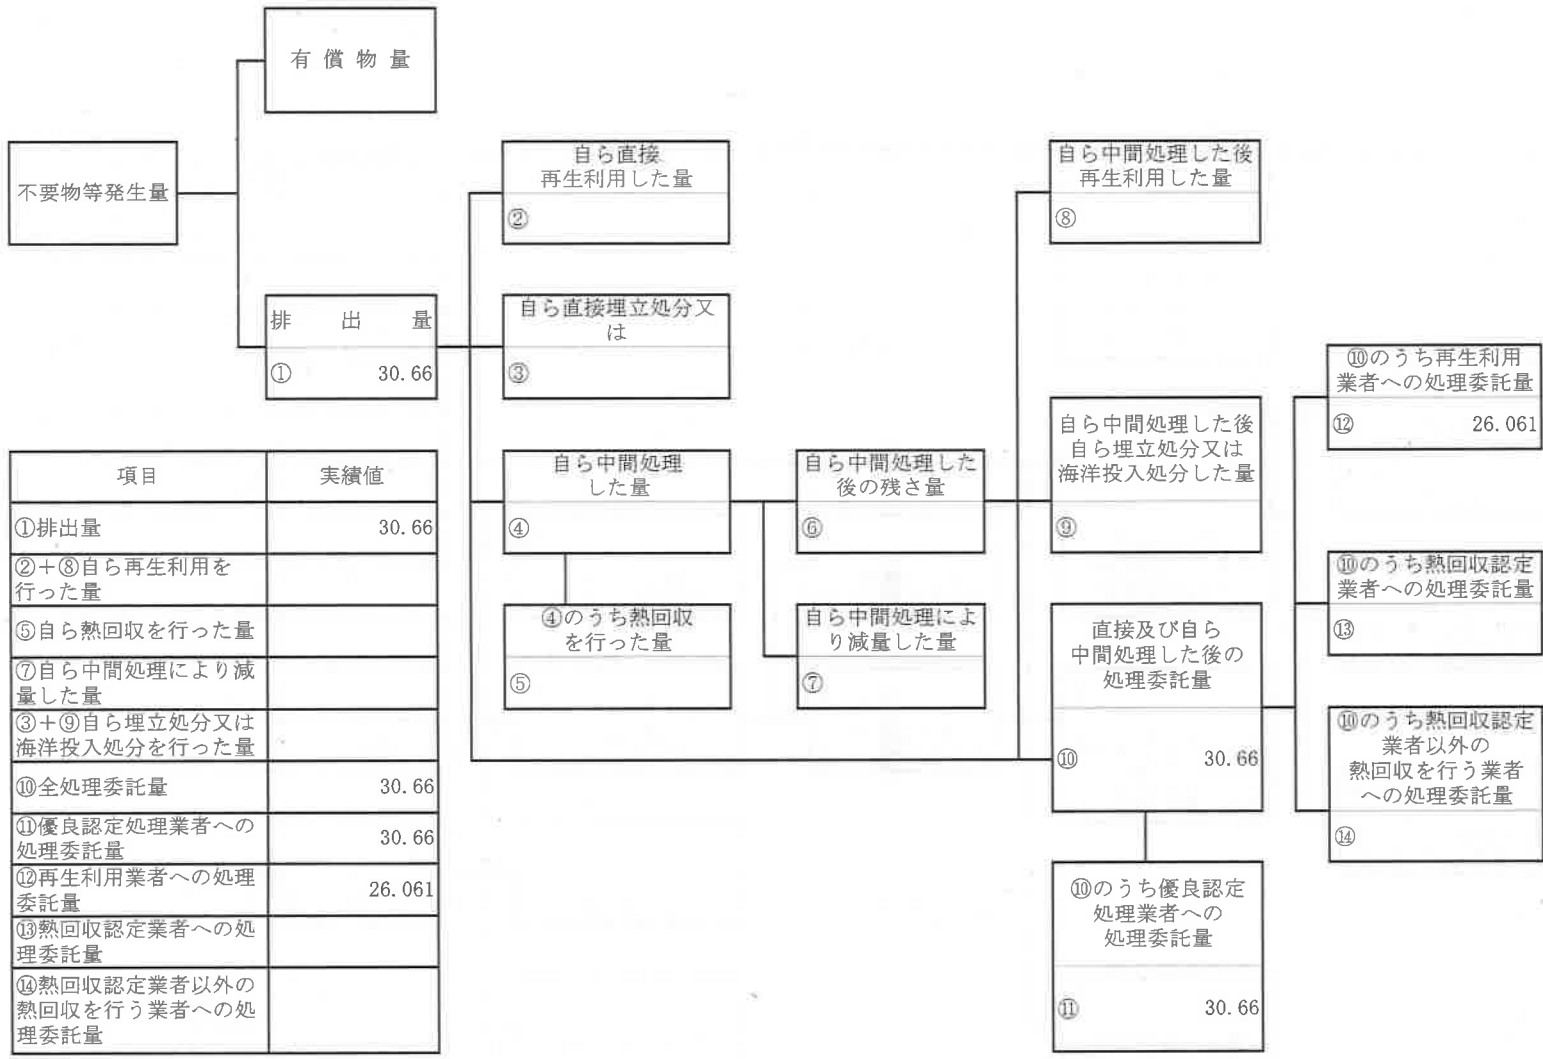 有償物量
不要物等発生量
排出量
① 30.66
自ら直接
再生利用した量
②
自ら直接埋立処分又
は
③
自ら中間処理
した量
④
④のうち熱回収
を行った量
⑤
自ら中間処理した
後の残さ量
⑥
自ら中間処理によ
り減量した量
⑦
自ら中間処理した後
再生利用した量
⑧
自ら中間処理した後
自ら埋立処分又は
海洋投入処分した量
⑨
直接及び自ら
中間処理した後の
処理委託量
⑩ 30.66
⑩のうち優良認定
処理業者への
処理委託量
⑪ 30.66
⑩のうち再生利用
業者への処理委託量
⑫ 26.061
⑩のうち熱回収認定
業者への処理委託量
⑬
⑩のうち熱回収認定
業者以外の
熱回収を行う業者
への処理委託量
⑭
項目 実績値
①排出量 30.66
②+⑧自ら再生利用を
行った量
⑤自ら熱回収を行った量
⑦自ら中間処理により減
量した量
③+⑨自ら埋立処分又は
海洋投入処分を行った量
⑩全処理委託量 30.66
⑪優良認定処理業者への
処理委託量 30.66
⑫再生利用業者への処理
委託量 26.061
⑬熱回収認定業者への処
理委託量
⑭熱回収認定業者以外の
熱回収を行う業者への処
理委託量